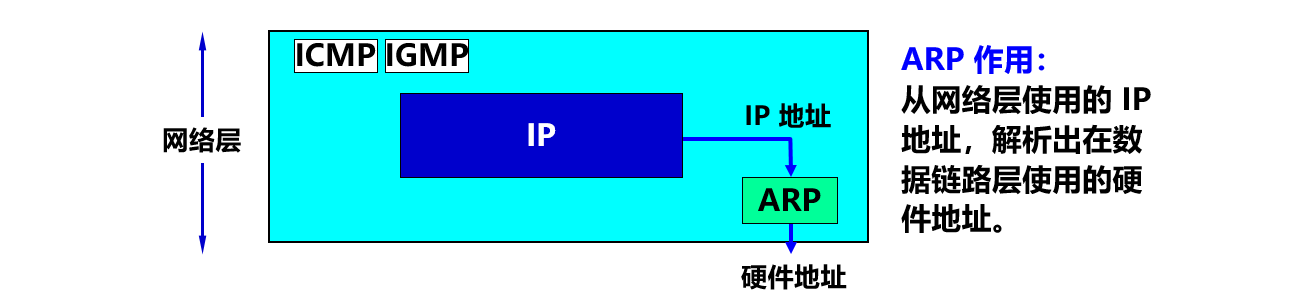 ICMP IGMP
网络层
IP
IP 地址
ARP
硬件地址
ARP 作用：
从网络层使用的 IP
地址，解析出在数
据链路层使用的硬
件地址。